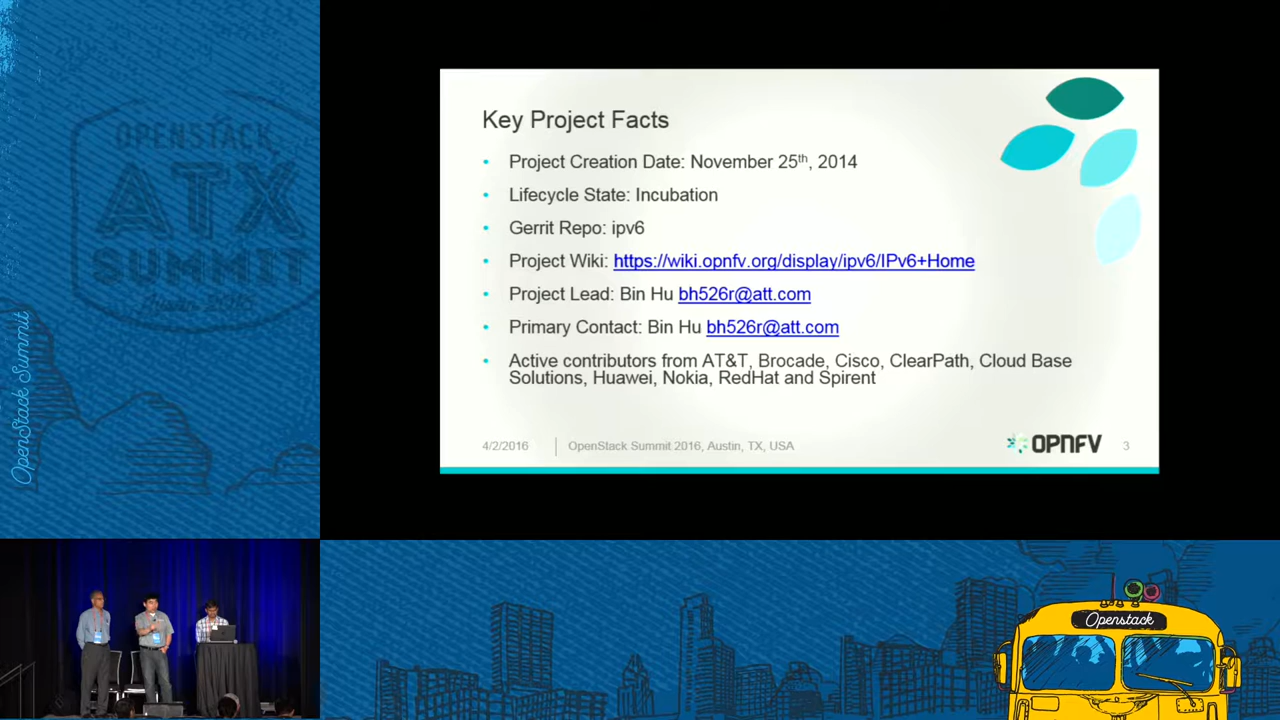 OPENSTACK
ATX
SUMMIT
OpenStack Summit
Key Project Facts
• Project Creation Date: November 25th, 2014
• Lifecycle State: Incubation
• Gerrit Repo: ipv6
• Project Wiki: https://wiki.opnfv.org/display/ipv6/IPv6+Home
• Project Lead: Bin Hu bh526r@att.com
• Primary Contact: Bin Hu bh526r@att.com
• Active contributors from AT&T, Brocade, Cisco, ClearPath, Cloud Base
Solutions, Huawei, Nokia, RedHat and Spirent
4/2/2016
OpenStack Summit 2016, Austin, TX, USA
OPNFV
3
Openstack